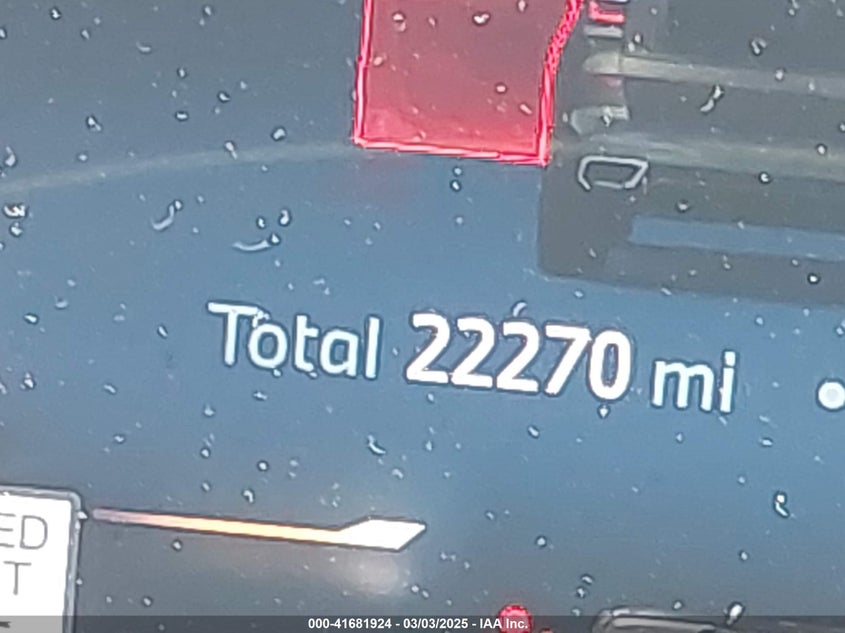 Total 22270 mi
ED
T
000-41681924 - 03/03/2025 - IAA Inc.